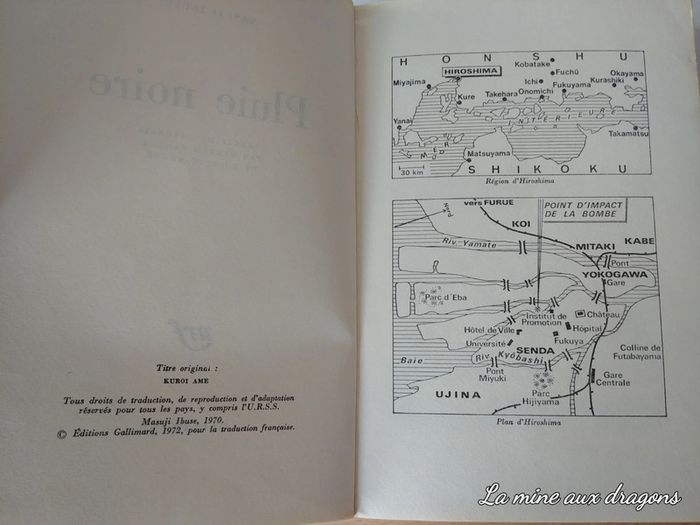 MASUJI IBUSE
Pluie noire
nrf
Titre original :
KUROI AME
Tous droits de traduction, de reproduction et d'adaptation
réservés pour tous les pays, y compris l'U.R.S.S.
Masuji Ibuse, 1970.
© Éditions Gallimard, 1972, pour la traduction française.
HONSHU
Kobatake
HIROSHIMA
Fuchû
Okayama
Miyajima
Ichi
Kurashiki
Kure
Takehara
Onomichi
Fukuyama
Yanai
MER INTÉRIEURE
Takamatsu
Matsuyama
SHIKOKU
30 km
Région d'Hiroshima
vers FURUE
POINT D'IMPACT
DE LA BOMBE
KOI
MITAKI
KABE
Riv. Yamate
Pont
YOKOGAWA
Gare
Parc d'Eba
Institut de
Promotion
Château
Hôtel de Ville
Hôpital
Université
Fukuya
SENDA
Colline de
Futabayama
Baie
Riv. Kyôbashi
Pont
Miyuki
Gare
Centrale
UJINA
Parc
Hijiyama
Plan d'Hiroshima
La mine aux dragons